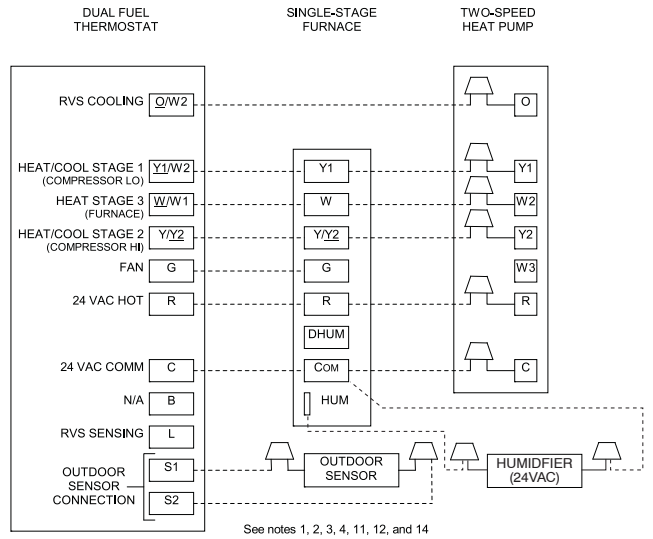 DUAL FUEL
THERMOSTAT
SINGLE-STAGE
FURNACE
TWO-SPEED
HEAT PUMP
RVS COOLING O/W2 O
HEAT/COOL STAGE 1 Y1/W2 Y1 Y1
(COMPRESSOR LO)
HEAT STAGE 3 W/W1 W W2
(FURNACE)
HEAT/COOL STAGE 2 Y/Y2 Y/Y2 Y2
(COMPRESSOR HI)
FAN G G W3
24 VAC HOT R R R
DHUM
24 VAC COMM C COM C
N/A B HUM
RVS SENSING L
OUTDOOR
SENSOR
CONNECTION
S1
S2
OUTDOOR
SENSOR
HUMIDFIER
(24VAC)
See notes 1, 2, 3, 4, 11, 12, and 14